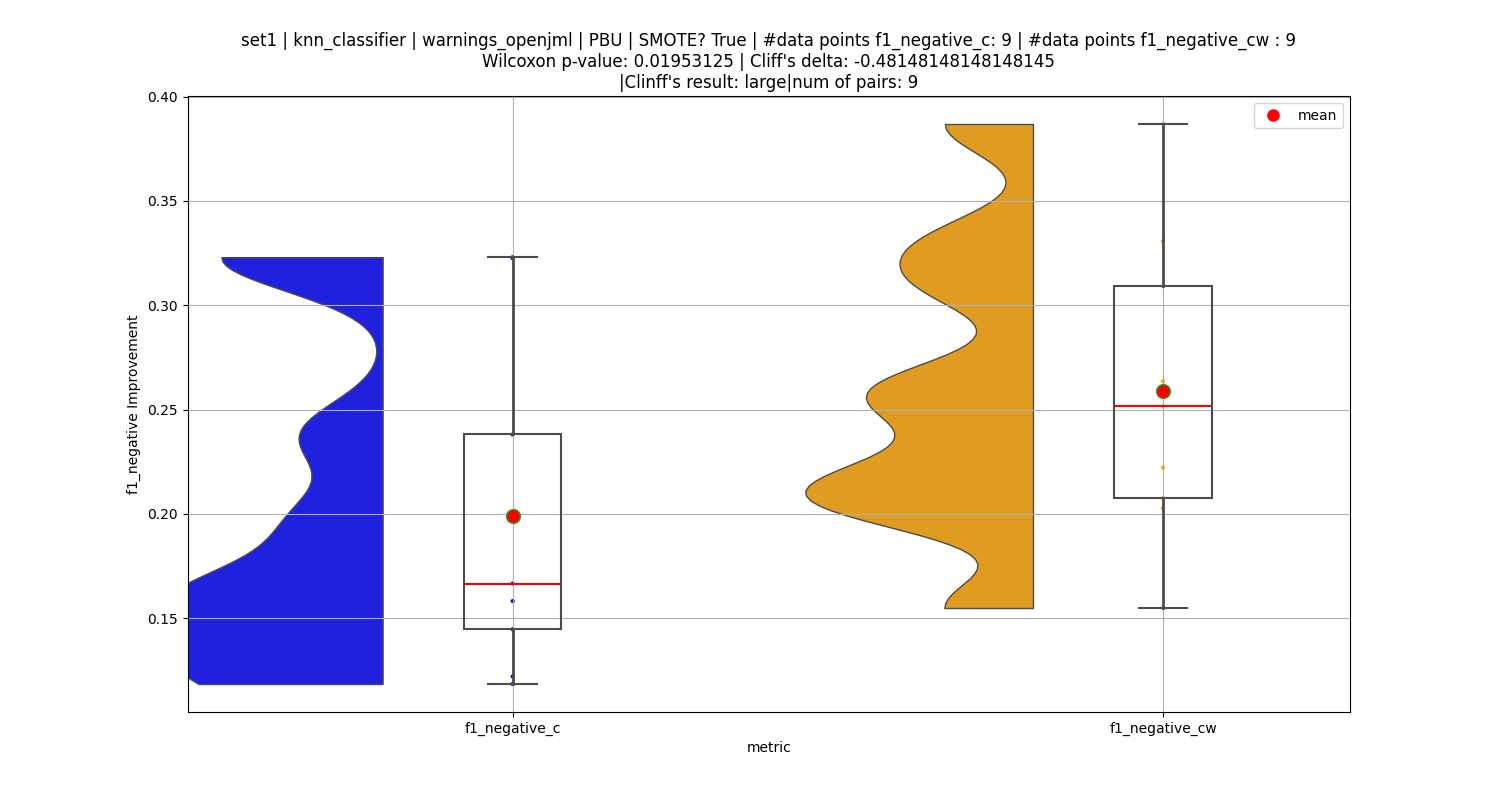 set1 | knn_classifier | warnings_openjml | PBU | SMOTE? True | #data points f1_negative_c: 9 | #data points f1_negative_cw : 9
Wilcoxon p-value: 0.01953125 | Cliff's delta: -0.48148148148148145
|Clinff's result: large|num of pairs: 9
mean
0.40
0.35
0.30
0.25
0.20
0.15
f1_negative Improvement
f1_negative_c
f1_negative_cw
metric